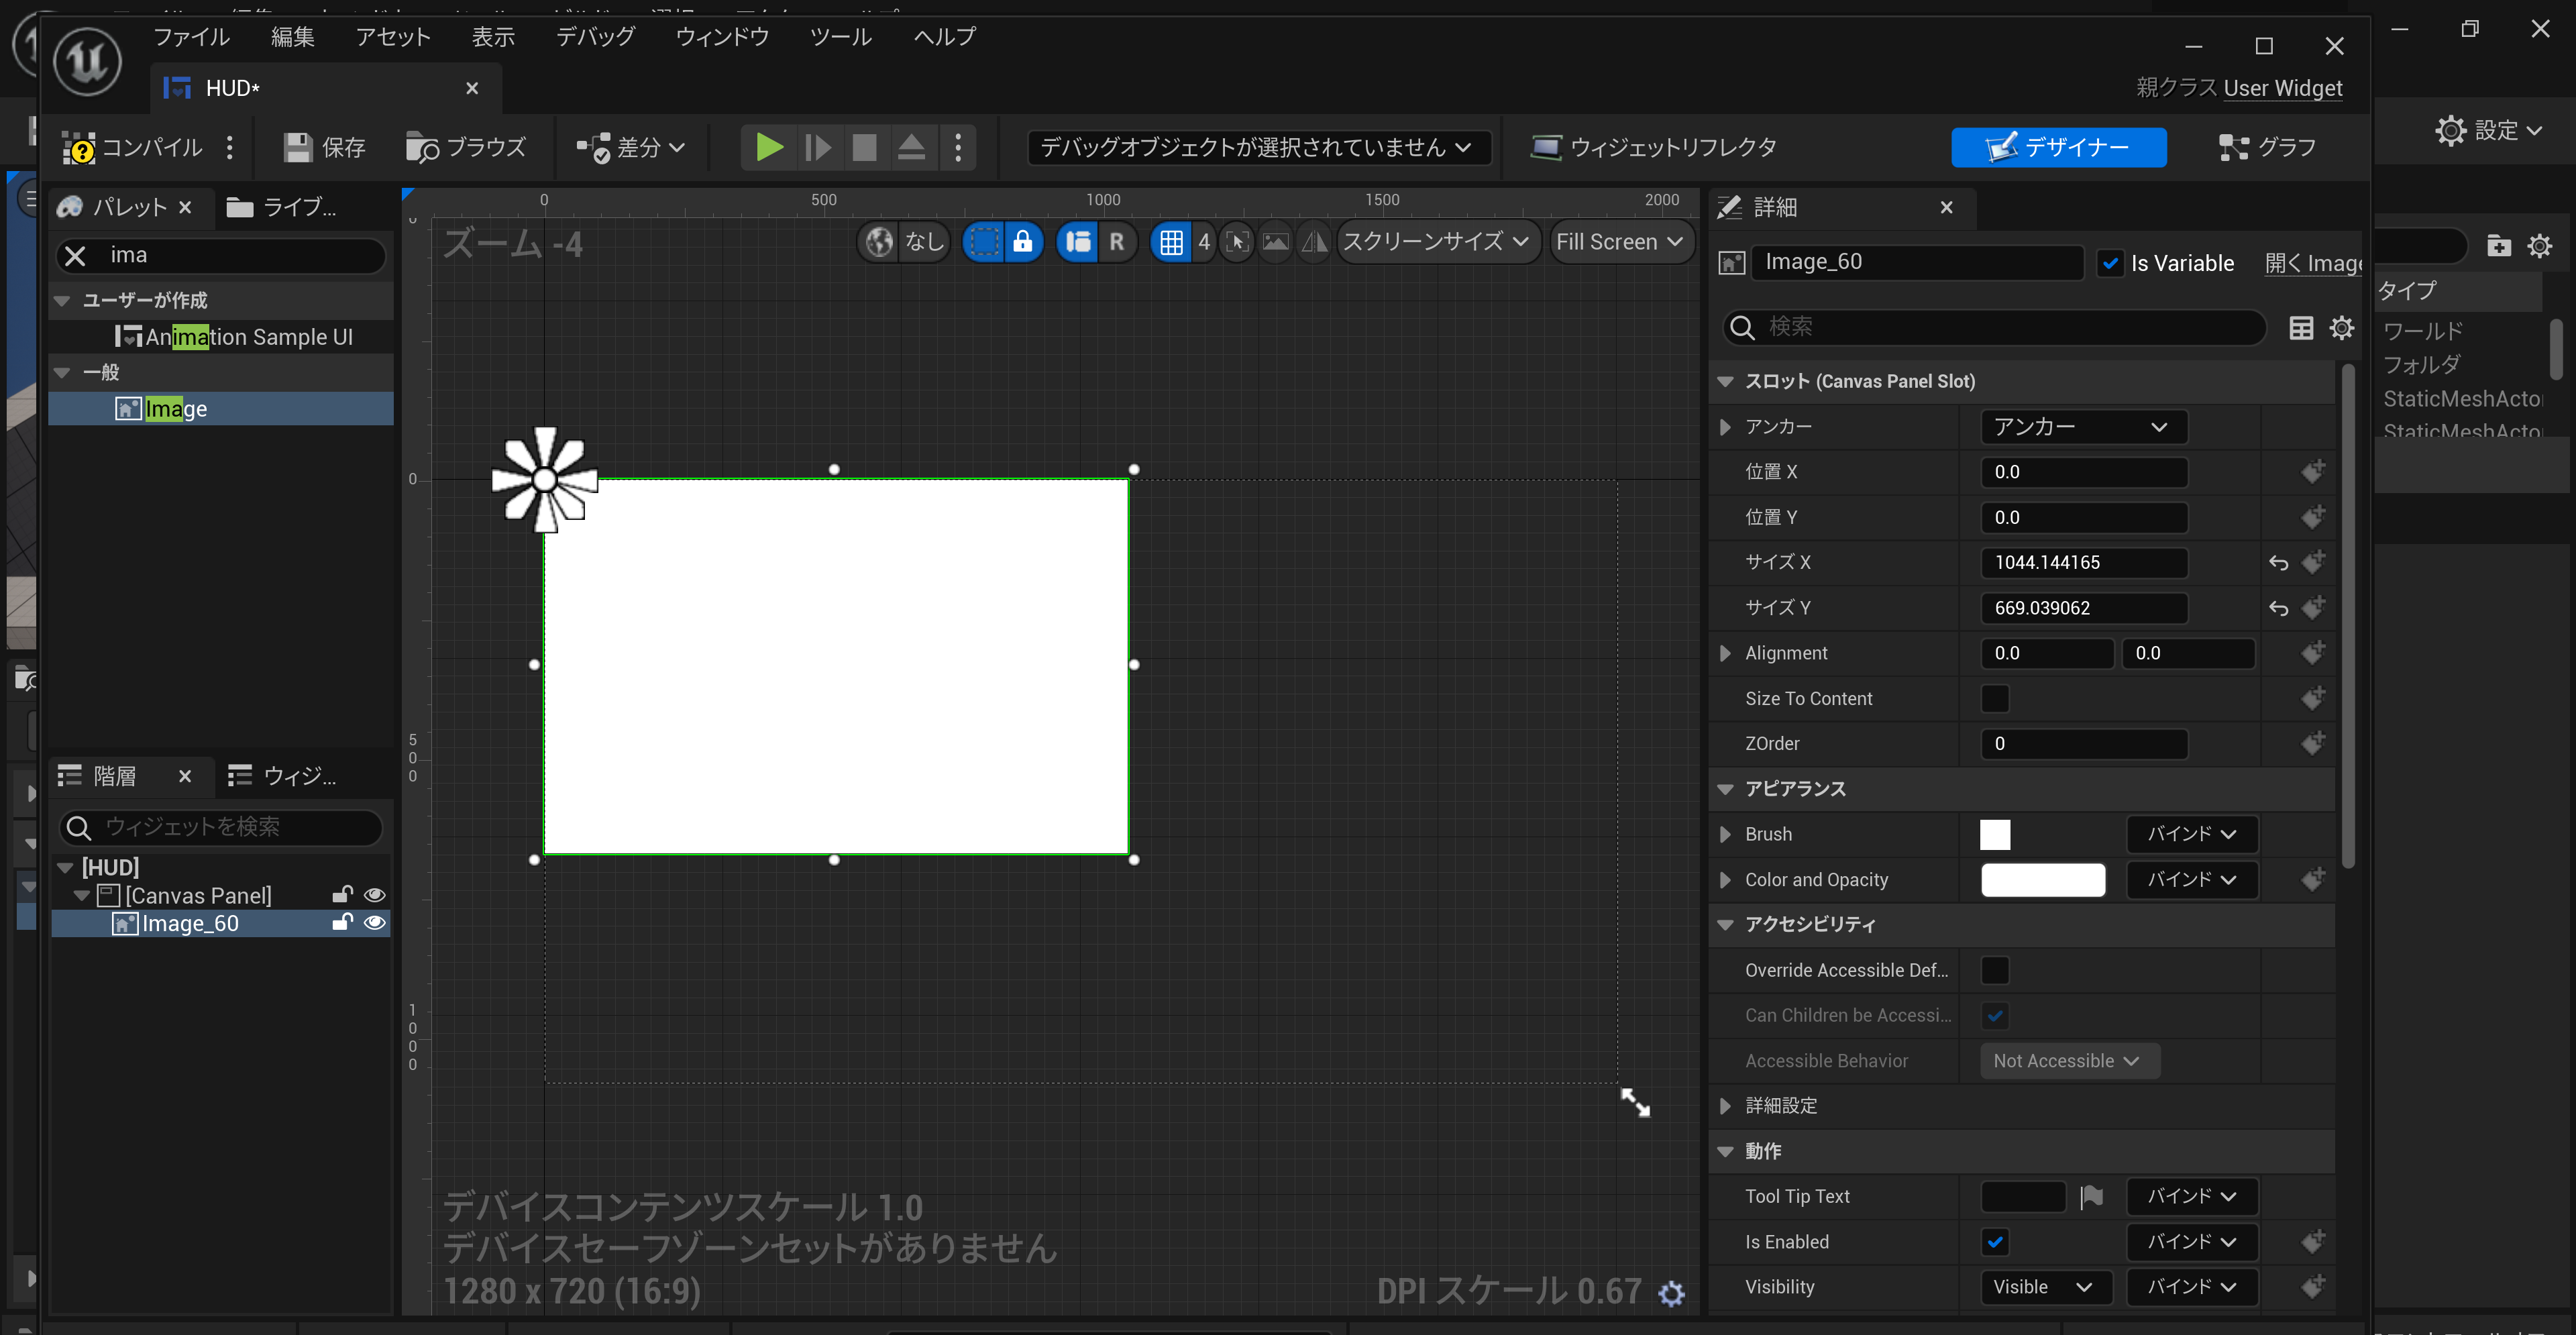 ファイル 編集 アセット 表示 デバッグ ウィンドウ ツール ヘルプ
HUD*
親クラス User Widget
コンパイル 保存 ブラウズ 差分 デバッグオブジェクトが選択されていません ウィジェットリフレクタ デザイナー グラフ
設定
パレット ライブ...
ima
ユーザーが作成
Animation Sample UI
一般
Image
階層 ウィジ...
ウィジェットを検索
[HUD]
[Canvas Panel]
Image_60
0 500 1000 1500 2000
ズーム -4
なし R 4 スクリーンサイズ Fill Screen
0
0
500
1000
デバイスコンテンツスケール 1.0
デバイスセーフゾーンセットがありません
1280 x 720 (16:9)
DPI スケール 0.67
詳細
Image_60 Is Variable 開く Image
検索
スロット (Canvas Panel Slot)
アンカー アンカー
位置 X 0.0
位置 Y 0.0
サイズ X 1044.144165
サイズ Y 669.039062
Alignment 0.0 0.0
Size To Content
ZOrder 0
アピアランス
Brush バインド
Color and Opacity バインド
アクセシビリティ
Override Accessible Def...
Can Children be Accessi...
Accessible Behavior Not Accessible
詳細設定
動作
Tool Tip Text バインド
Is Enabled バインド
Visibility Visible バインド
タイプ
ワールド
フォルダ
StaticMeshActo
StaticMeshActo